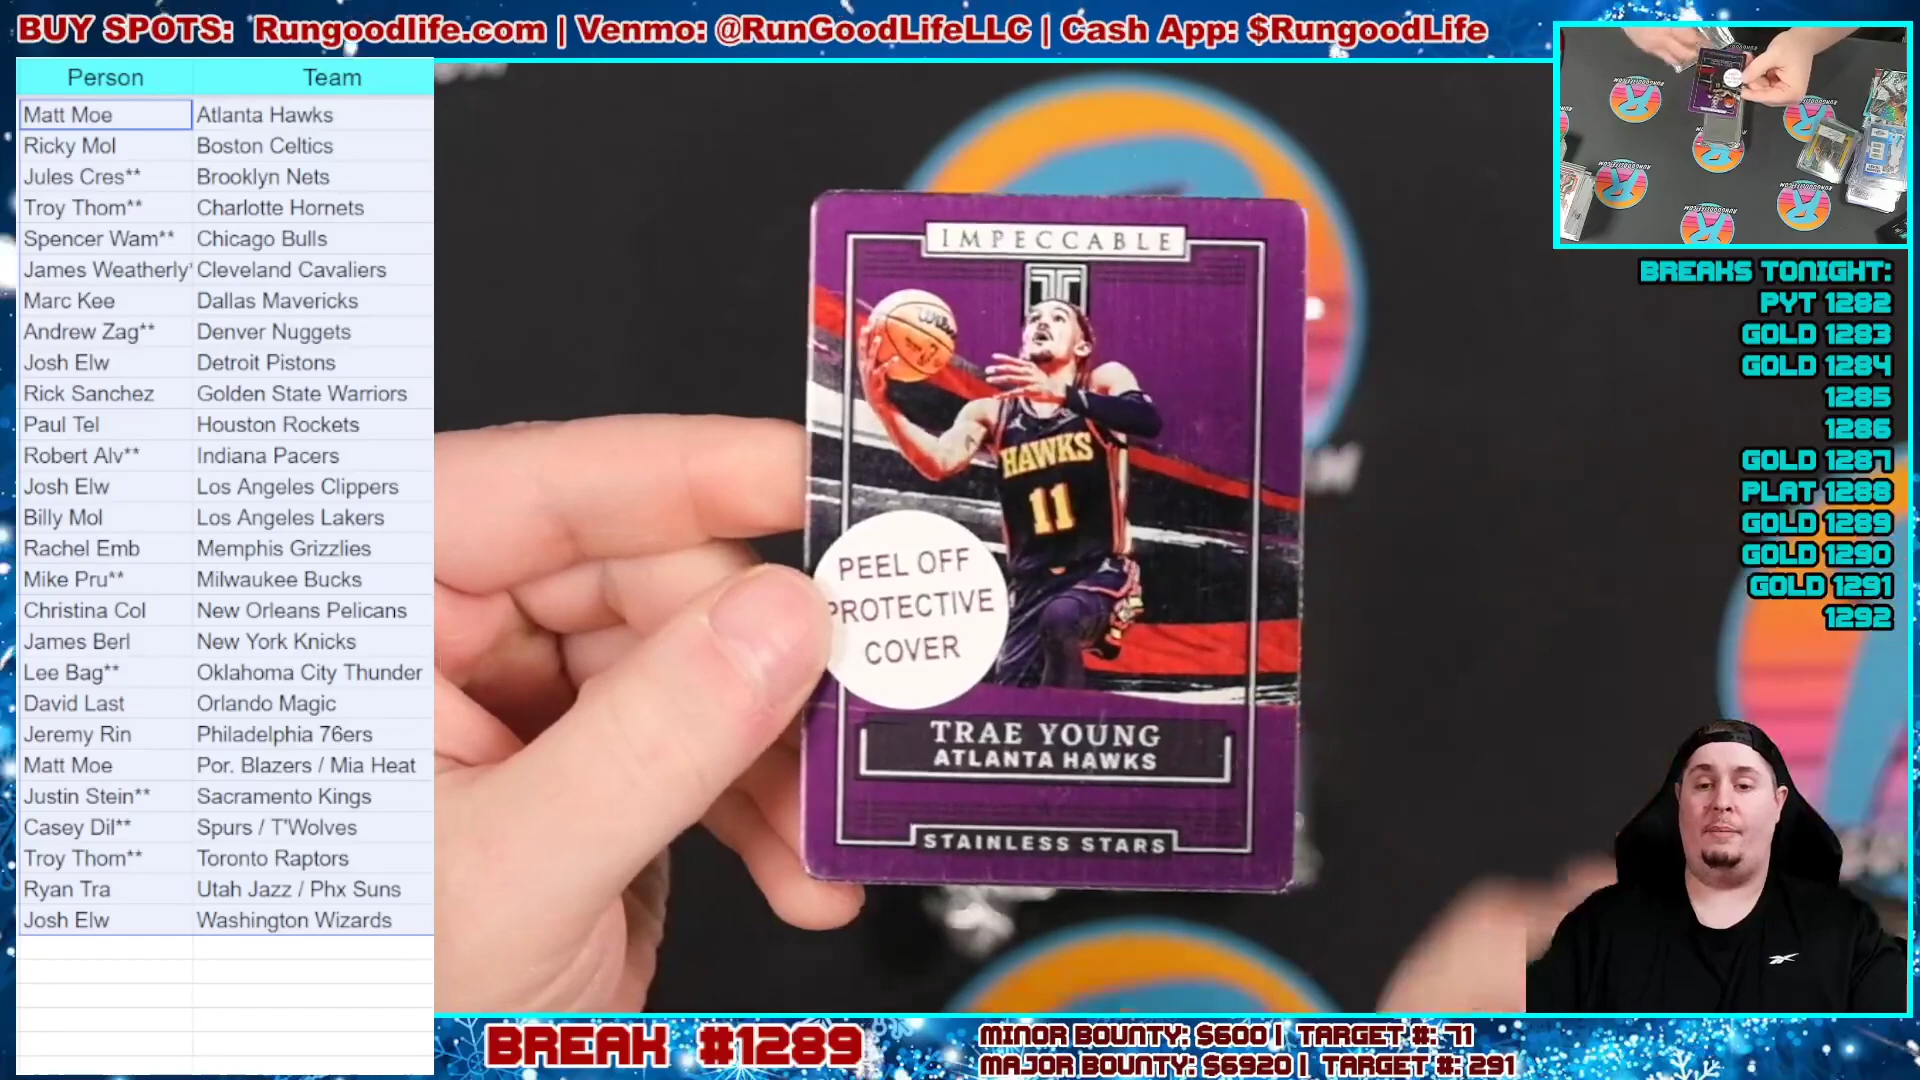 BUY SPOTS: Rungoodlife.com | Venmo: @RunGoodLifeLLC | Cash App: $RungoodLife
Person Team
Matt Moe Atlanta Hawks
Ricky Mol Boston Celtics
Jules Cres** Brooklyn Nets
Troy Thom** Charlotte Hornets
Spencer Wam** Chicago Bulls
James Weatherly* Cleveland Cavaliers
Marc Kee Dallas Mavericks
Andrew Zag** Denver Nuggets
Josh Elw Detroit Pistons
Rick Sanchez Golden State Warriors
Paul Tel Houston Rockets
Robert Alv** Indiana Pacers
Josh Elw Los Angeles Clippers
Billy Mol Los Angeles Lakers
Rachel Emb Memphis Grizzlies
Mike Pru** Milwaukee Bucks
Christina Col New Orleans Pelicans
James Berl New York Knicks
Lee Bag** Oklahoma City Thunder
David Last Orlando Magic
Jeremy Rin Philadelphia 76ers
Matt Moe Por. Blazers / Mia Heat
Justin Stein** Sacramento Kings
Casey Dil** Spurs / T'Wolves
Troy Thom** Toronto Raptors
Ryan Tra Utah Jazz / Phx Suns
Josh Elw Washington Wizards
IMPECCABLE
Wilson
HAWKS
11
PEEL OFF
PROTECTIVE
COVER
TRAE YOUNG
ATLANTA HAWKS
STAINLESS STARS
BREAKS TONIGHT:
PYT 1282
GOLD 1283
GOLD 1284
1285
1286
GOLD 1287
PLAT 1288
GOLD 1289
GOLD 1290
GOLD 1291
1292
BREAK #1289
MINOR BOUNTY: $600 | TARGET #: 71
MAJOR BOUNTY: $6920 | TARGET #: 291